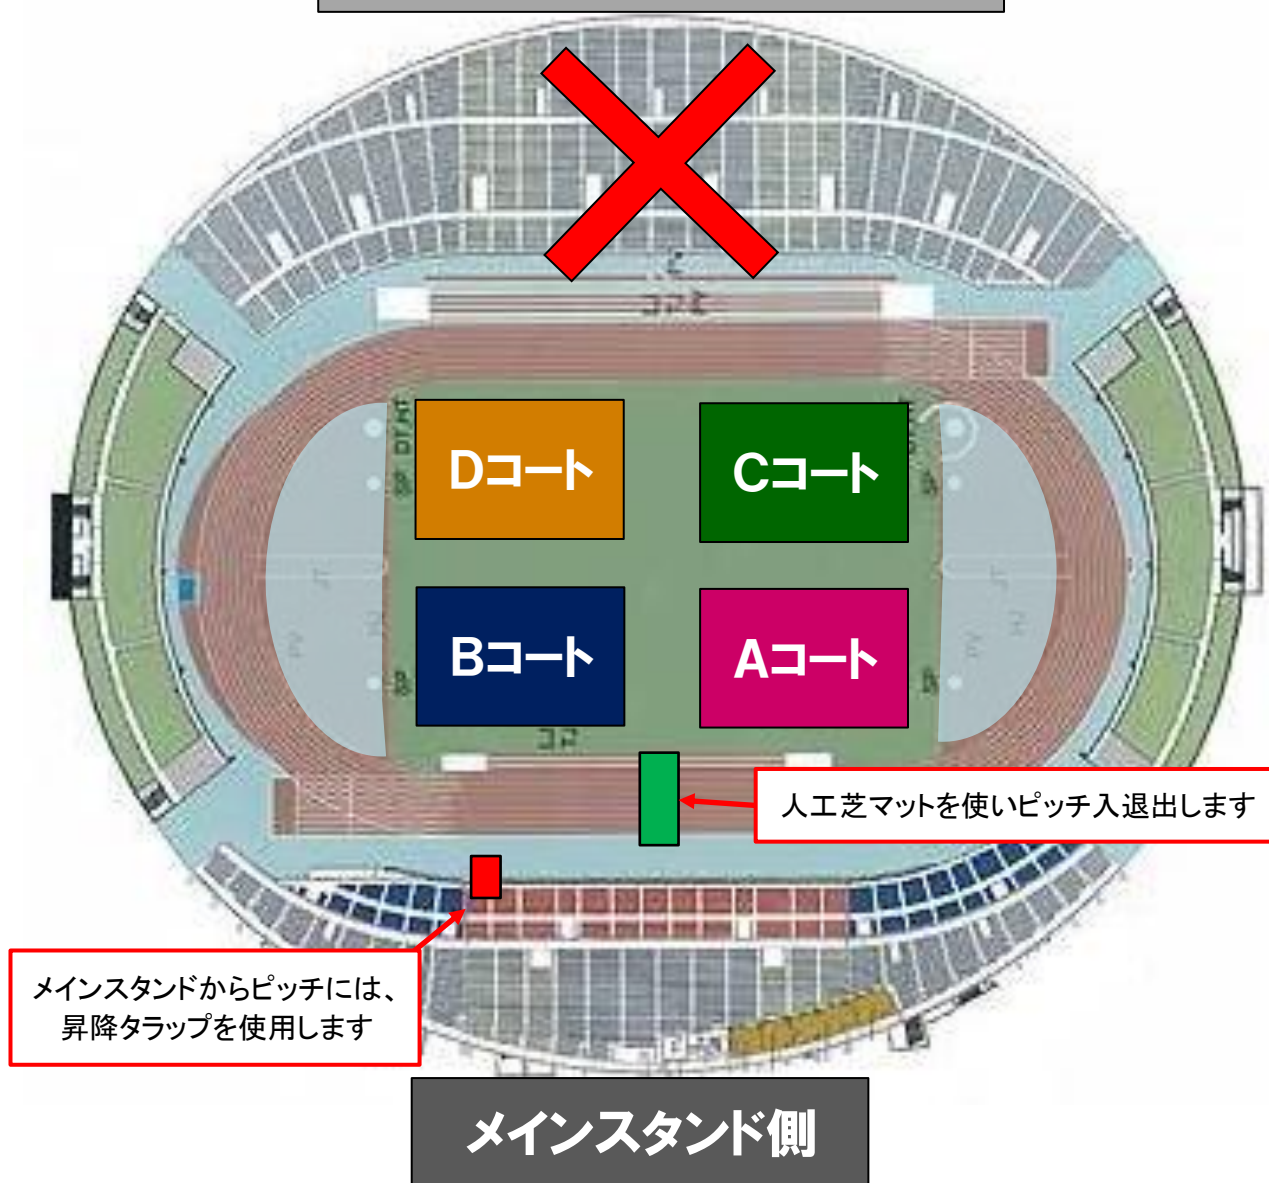 Dコート
Cコート
Bコート
Aコート
人工芝マットを使いピッチ入退出します
メインスタンドからピッチには、
昇降タラップを使用します
メインスタンド側